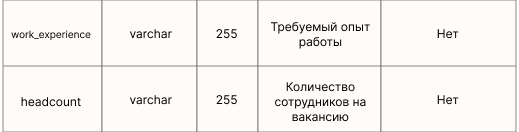 work_experience varchar 255 Требуемый опыт работы Нет
headcount varchar 255 Количество сотрудников на вакансию Нет